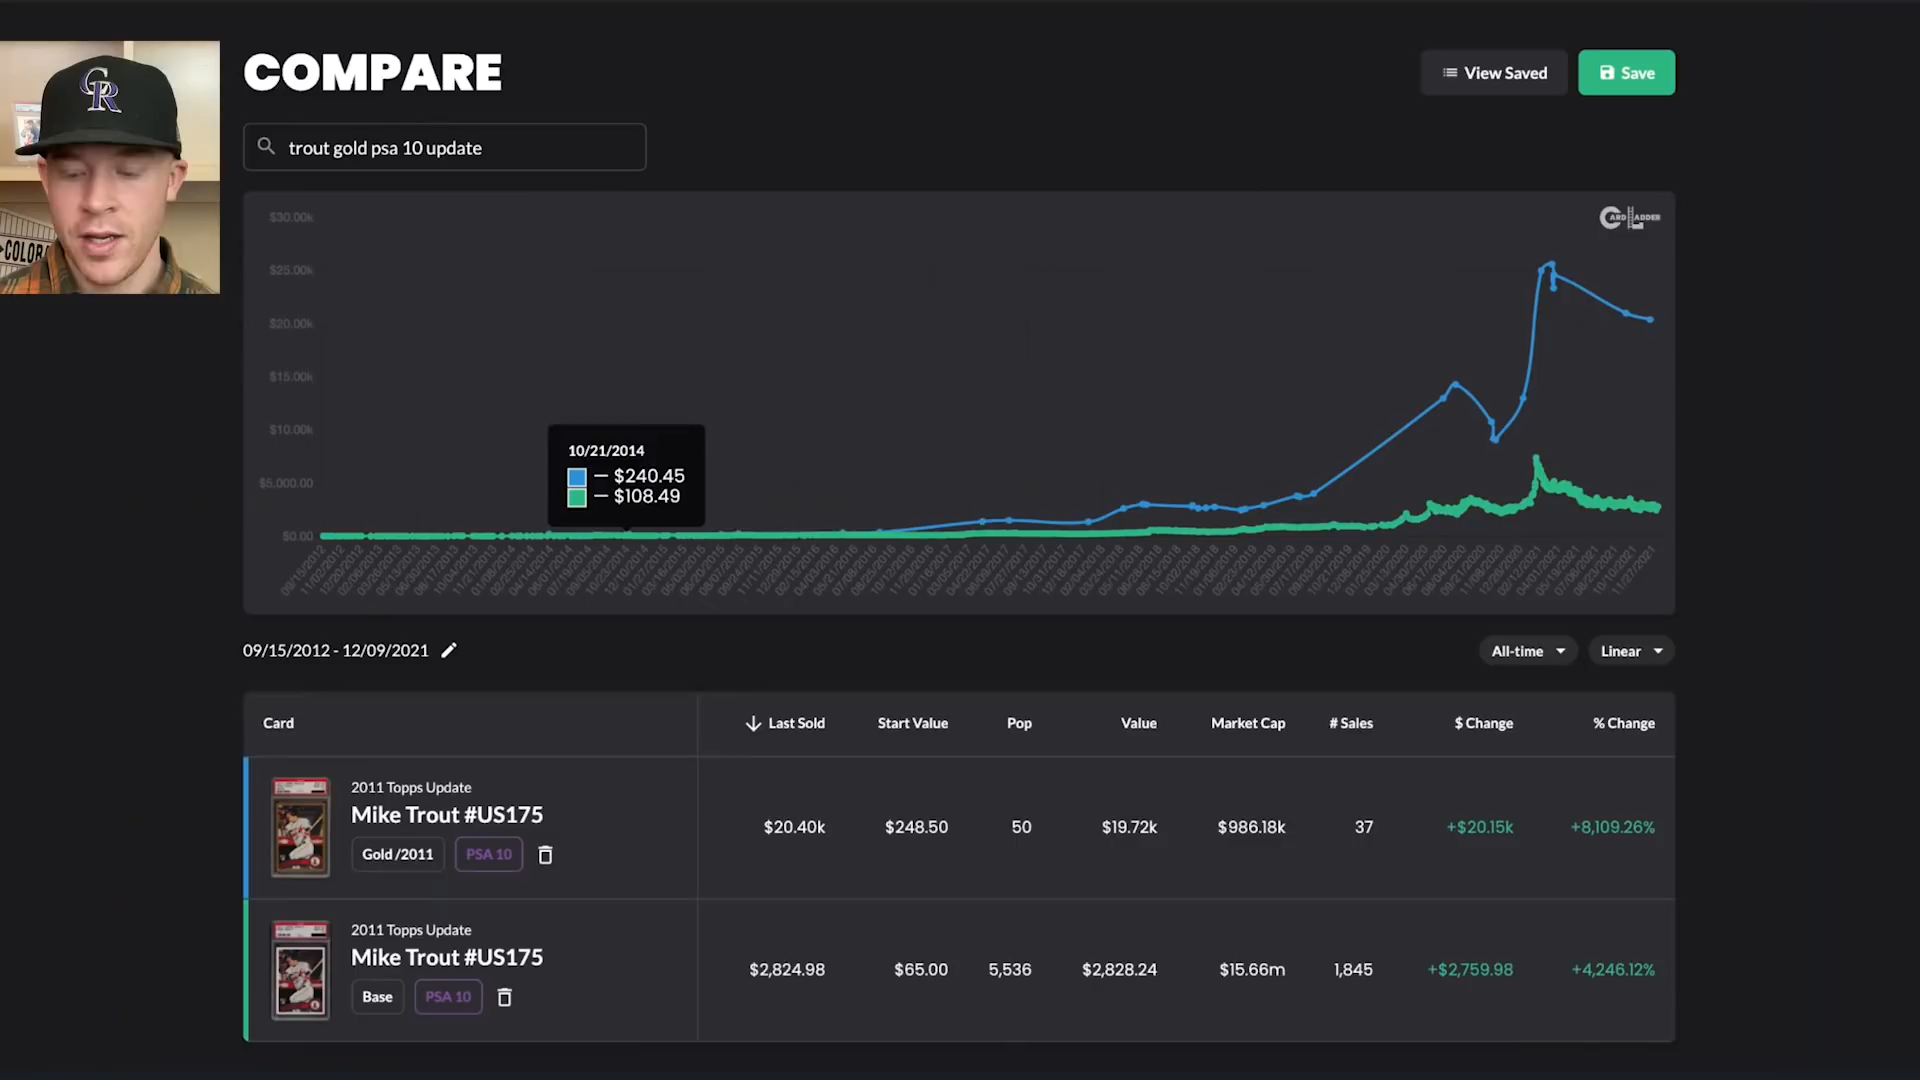 COMPARE
View Saved
Save
trout gold psa 10 update
CARD LADDER
$30.00k
$25.00k
$20.00k
$15.00k
$10.00k
$5,000.00
$0.00
10/21/2014
— $240.45
— $108.49
CR
COLOR
09/15/2012 - 12/09/2021
All-time
Linear
Card
Last Sold
Start Value
Pop
Value
Market Cap
# Sales
$ Change
% Change
2011 Topps Update
Mike Trout #US175
Gold /2011
PSA 10
$20.40k
$248.50
50
$19.72k
$986.18k
37
+$20.15k
+8,109.26%
2011 Topps Update
Mike Trout #US175
Base
PSA 10
$2,824.98
$65.00
5,536
$2,828.24
$15.66m
1,845
+$2,759.98
+4,246.12%